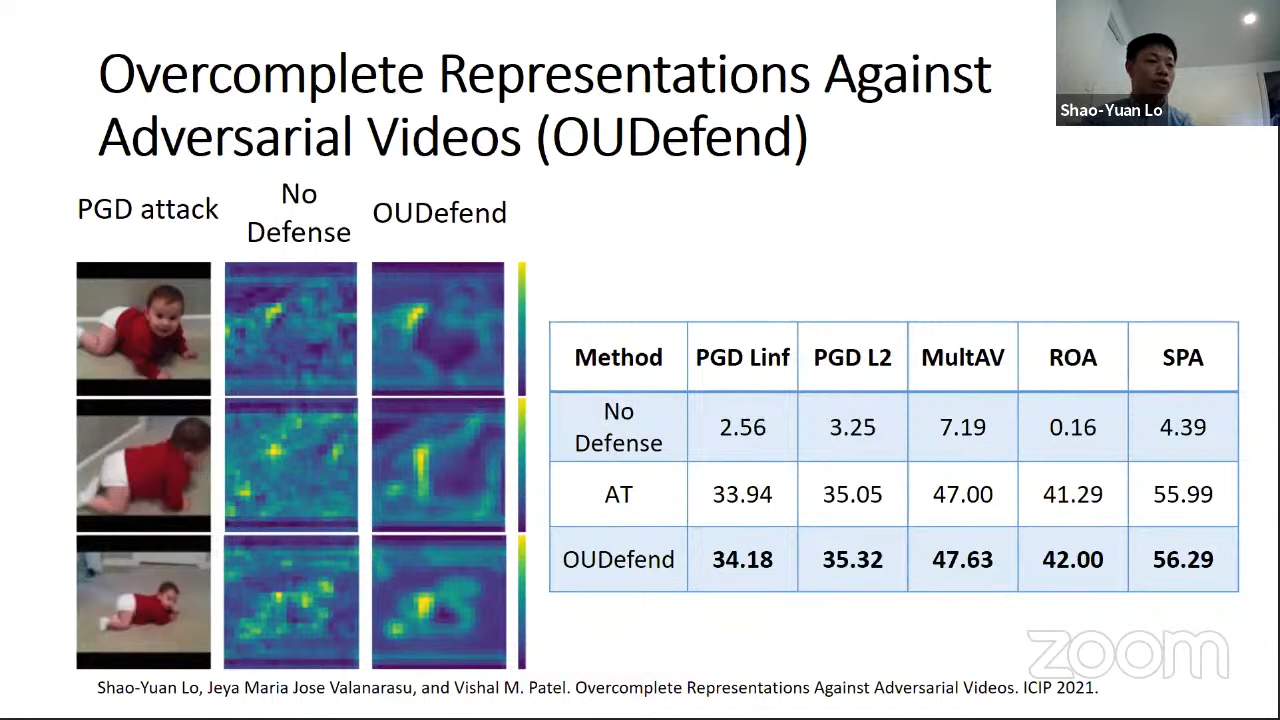 Overcomplete Representations Against
Adversarial Videos (OUDefend)
Shao-Yuan Lo
PGD attack
No
Defense
OUDefend
Method PGD Linf PGD L2 MultAV ROA SPA
No
Defense
2.56 3.25 7.19 0.16 4.39
AT 33.94 35.05 47.00 41.29 55.99
OUDefend 34.18 35.32 47.63 42.00 56.29
zoom
Shao-Yuan Lo, Jeya Maria Jose Valanarasu, and Vishal M. Patel. Overcomplete Representations Against Adversarial Videos. ICIP 2021.